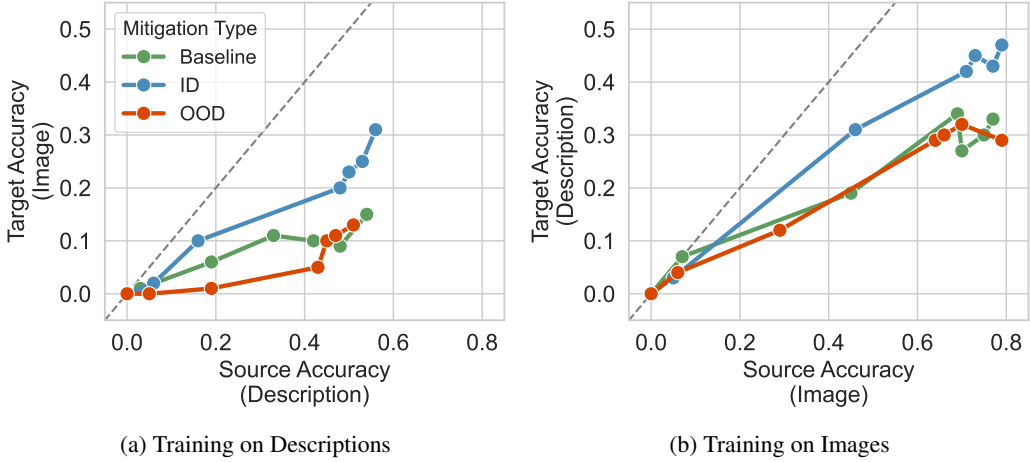 Mitigation Type
Baseline
ID
OOD
0.5
0.4
0.3
0.2
0.1
0.0
Target Accuracy
(Image)
0.0 0.2 0.4 0.6 0.8
Source Accuracy
(Description)
(a) Training on Descriptions
0.5
0.4
0.3
0.2
0.1
0.0
Target Accuracy
(Description)
0.0 0.2 0.4 0.6 0.8
Source Accuracy
(Image)
(b) Training on Images